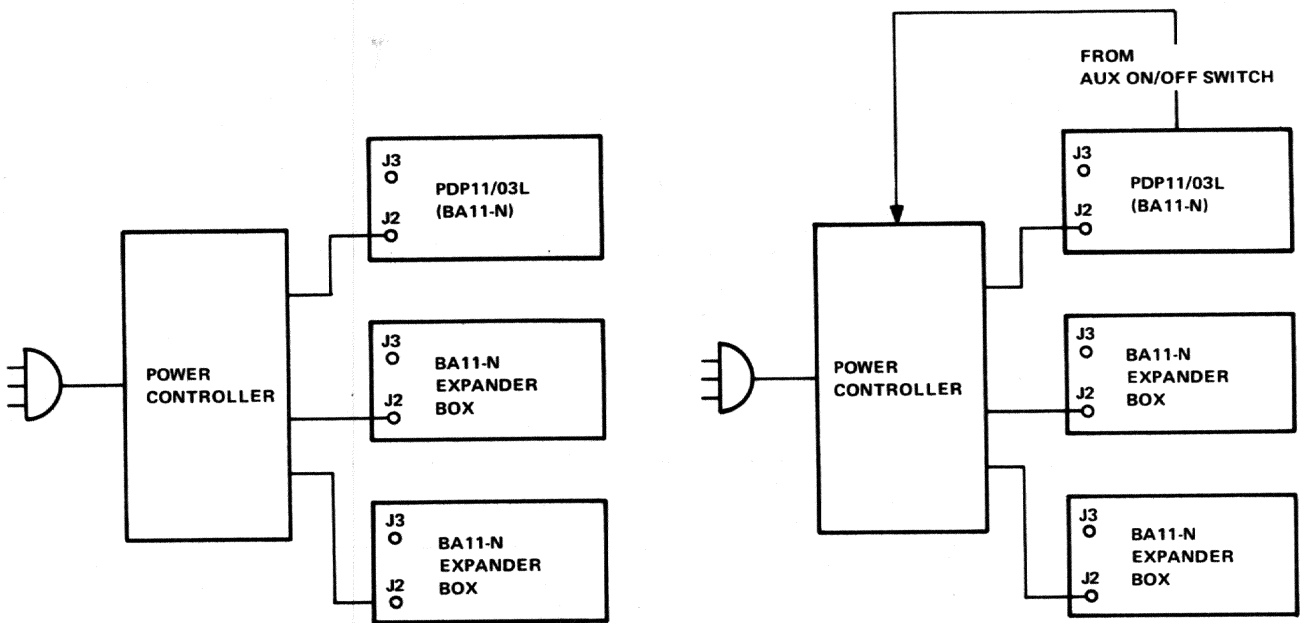 J3
PDP11/03L
(BA11-N)
J2
POWER
CONTROLLER
J3
BA11-N
EXPANDER
BOX
J2
J3
BA11-N
EXPANDER
BOX
J2
FROM
AUX ON/OFF SWITCH
J3
PDP11/03L
(BA11-N)
J2
POWER
CONTROLLER
J3
BA11-N
EXPANDER
BOX
J2
J3
BA11-N
EXPANDER
BOX
J2